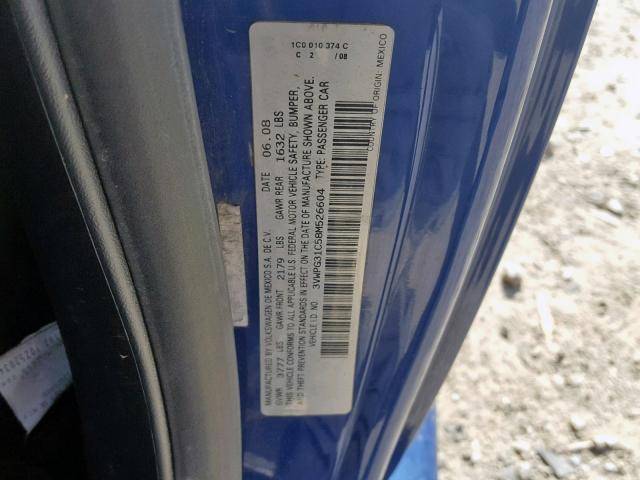 MANUFACTURED BY VOLKSWAGEN DE MEXICO S.A. DE C.V. DATE 06.08 1C0 010 374 C
GVWR 3777 LBS GAWR FRONT 2179 LBS GAWR REAR 1632 LBS C 2 /08
THIS VEHICLE CONFORMS TO ALL APPLICABLE U.S. FEDERAL MOTOR VEHICLE SAFETY, BUMPER,
AND THEFT PREVENTION STANDARDS IN EFFECT ON THE DATE OF MANUFACTURE SHOWN ABOVE.
VEHICLE I.D. NO. 3VWPG31C58M526604 TYPE: PASSENGER CAR
COUNTRY OF ORIGIN: MEXICO